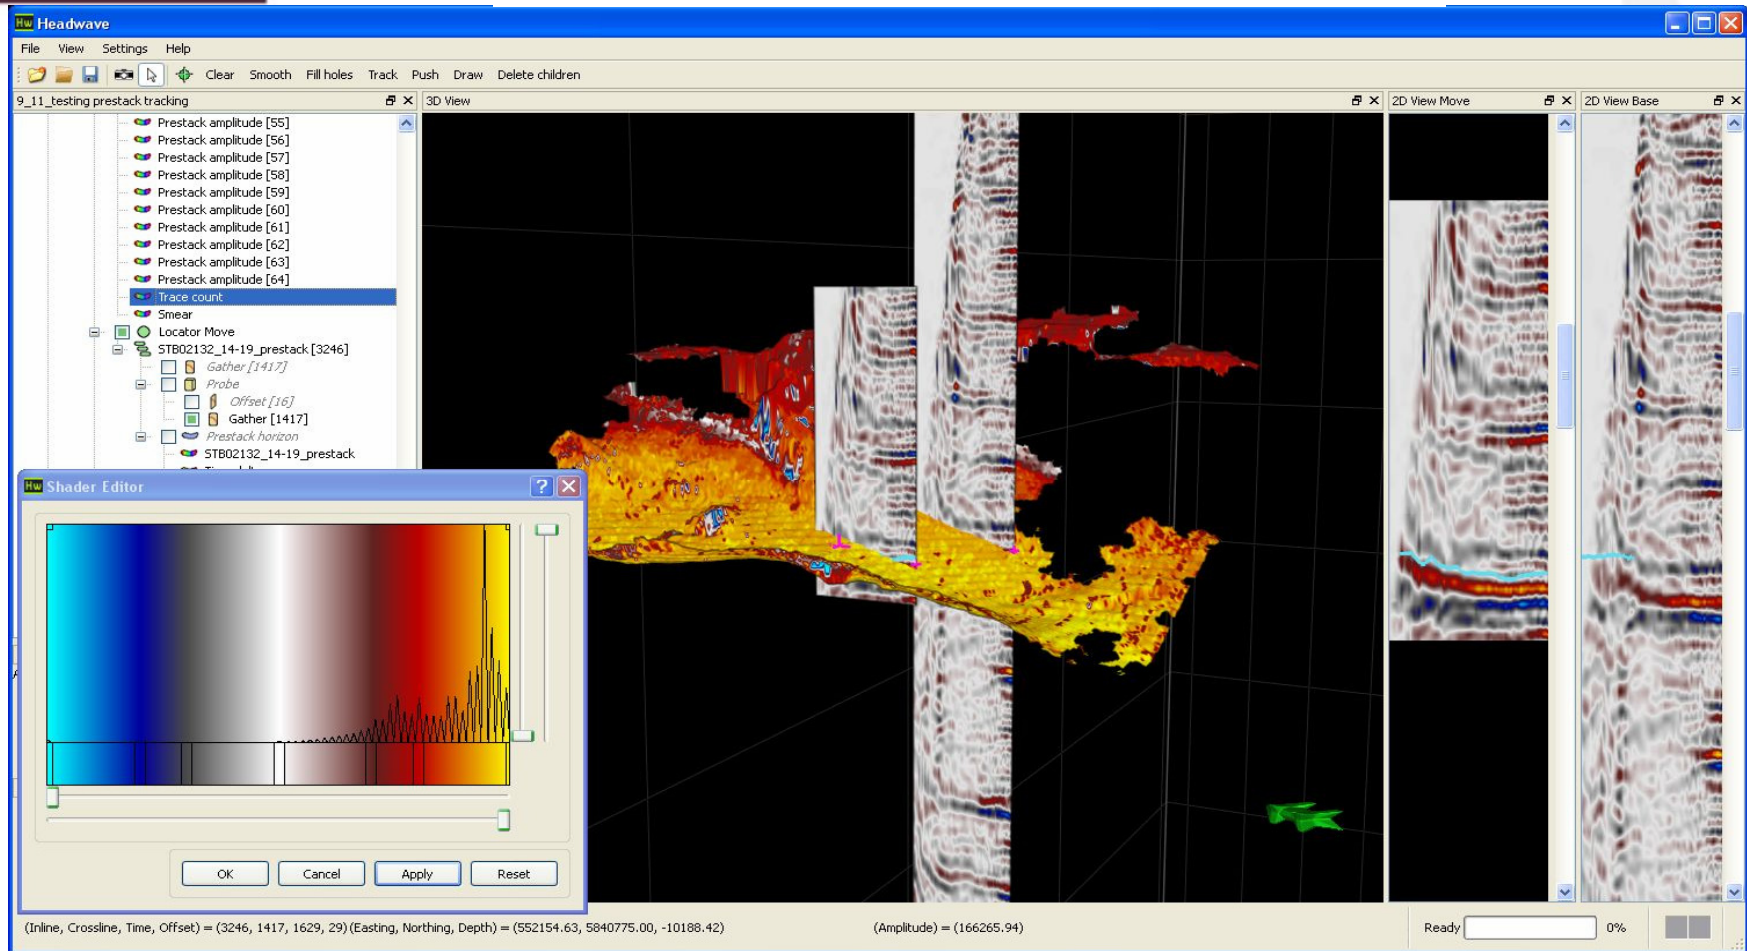 Hw Headwave
File View Settings Help
Clear Smooth Fill holes Track Push Draw Delete children
9_11_testing prestack tracking
3D View
2D View Move
2D View Base
Prestack amplitude [55]
Prestack amplitude [56]
Prestack amplitude [57]
Prestack amplitude [58]
Prestack amplitude [59]
Prestack amplitude [60]
Prestack amplitude [61]
Prestack amplitude [62]
Prestack amplitude [63]
Prestack amplitude [64]
Trace count
Smear
Locator Move
STB02132_14-19_prestack [3246]
Gather [1417]
Probe
Offset [16]
Gather [1417]
Prestack horizon
STB02132_14-19_prestack
Hw Shader Editor
OK Cancel Apply Reset
(Inline, Crossline, Time, Offset) = (3246, 1417, 1629, 29) (Easting, Northing, Depth) = (552154.63, 5840775.00, -10188.42) (Amplitude) = (166265.94) Ready 0%